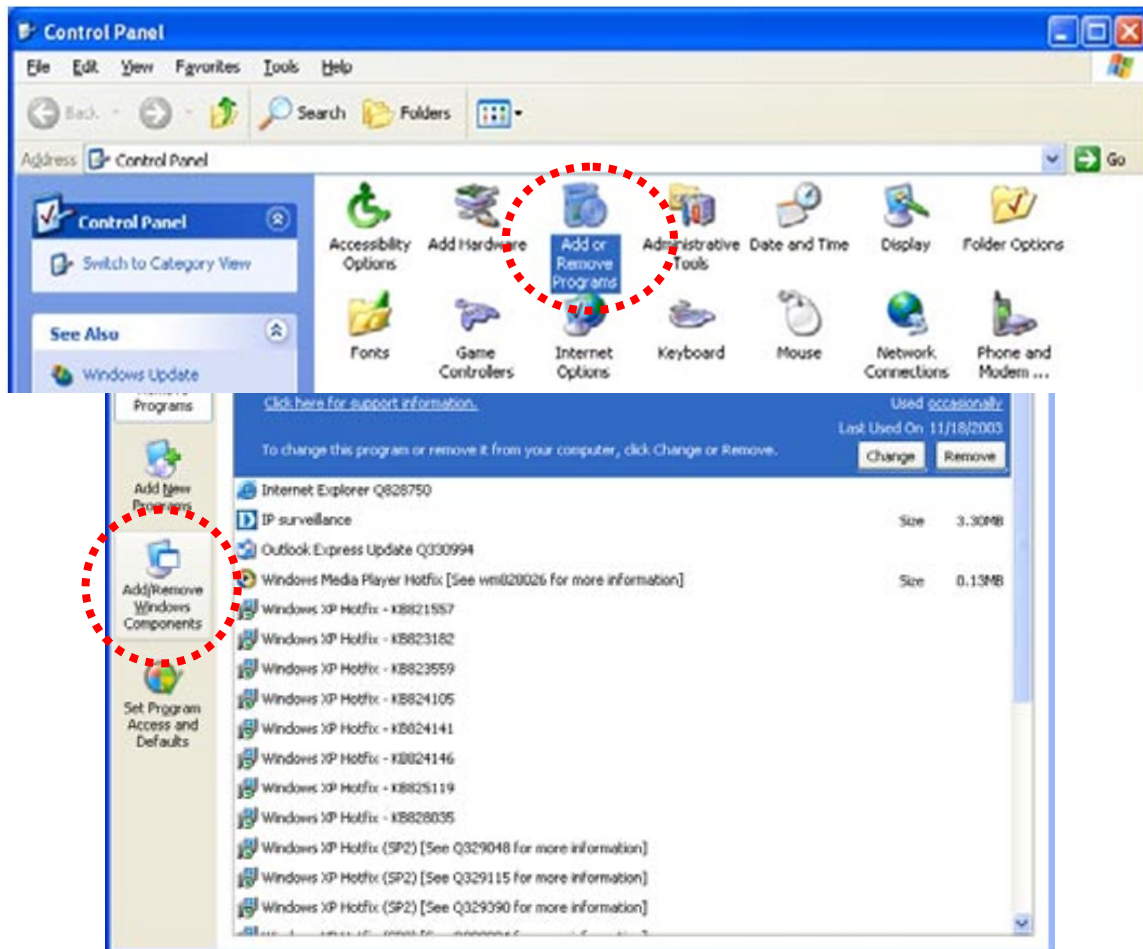 Control Panel
File Edit View Favorites Tools Help
Back Search Folders
Address Control Panel Go
Control Panel
Switch to Category View
See Also
Windows Update
Accessibility Options
Add Hardware
Add or Remove Programs
Administrative Tools
Date and Time
Display
Folder Options
Fonts
Game Controllers
Internet Options
Keyboard
Mouse
Network Connections
Phone and Modem ...
Programs
Add New Programs
Add/Remove Windows Components
Set Program Access and Defaults
Click here for support information.
Used occasionally
Last Used On 11/18/2003
To change this program or remove it from your computer, click Change or Remove.
Change Remove
Internet Explorer Q828750
IP surveillance Size 3.30MB
Outlook Express Update Q330994
Windows Media Player Hotfix [See wm828026 for more information] Size 0.13MB
Windows XP Hotfix - KB821557
Windows XP Hotfix - KB823182
Windows XP Hotfix - KB823559
Windows XP Hotfix - KB824105
Windows XP Hotfix - KB824141
Windows XP Hotfix - KB824146
Windows XP Hotfix - KB825119
Windows XP Hotfix - KB828035
Windows XP Hotfix (SP2) [See Q329048 for more information]
Windows XP Hotfix (SP2) [See Q329115 for more information]
Windows XP Hotfix (SP2) [See Q329390 for more information]